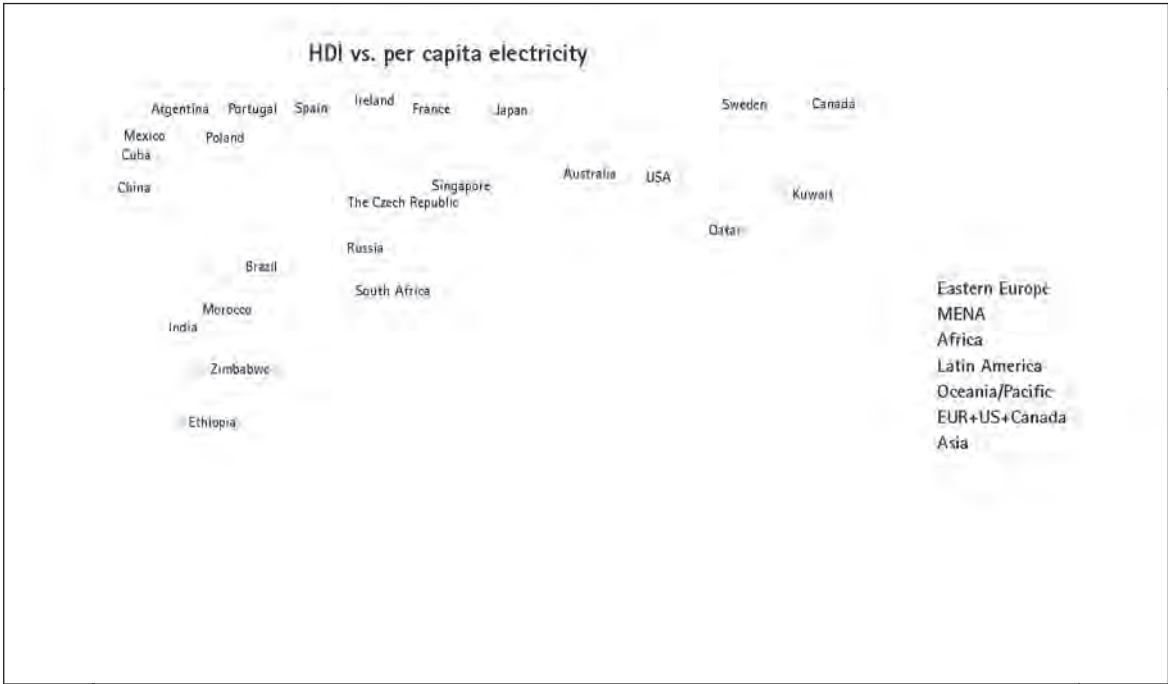 HDI vs. per capita electricity
Argentina Portugal Spain Ireland France Japan Sweden Canada
Mexico Poland
Cuba
China Singapore Australia USA
Kuwait
The Czech Republic
Qatar
Russia
Brazil
South Africa
Morocco
India
Zimbabwe
Ethiopia
Eastern Europe
MENA
Africa
Latin America
Oceania/Pacific
EUR+US+Canada
Asia